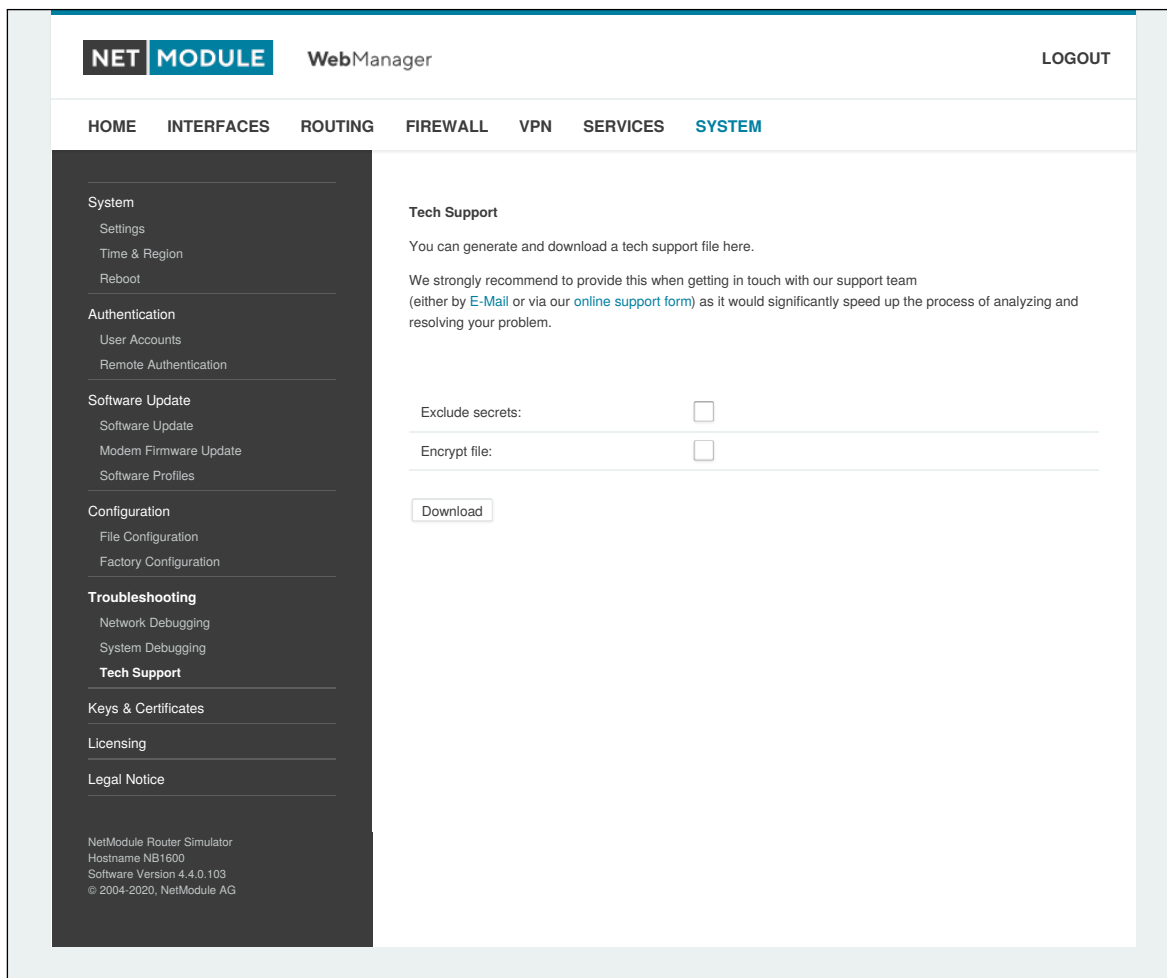 NET MODULE WebManager LOGOUT
HOME INTERFACES ROUTING FIREWALL VPN SERVICES SYSTEM
System
Settings
Time & Region
Reboot
Authentication
User Accounts
Remote Authentication
Software Update
Software Update
Modem Firmware Update
Software Profiles
Configuration
File Configuration
Factory Configuration
Troubleshooting
Network Debugging
System Debugging
Tech Support
Keys & Certificates
Licensing
Legal Notice
NetModule Router Simulator
Hostname NB1600
Software Version 4.4.0.103
© 2004-2020, NetModule AG
Tech Support
You can generate and download a tech support file here.
We strongly recommend to provide this when getting in touch with our support team
(either by E-Mail or via our online support form) as it would significantly speed up the process of analyzing and
resolving your problem.
Exclude secrets:
Encrypt file:
Download